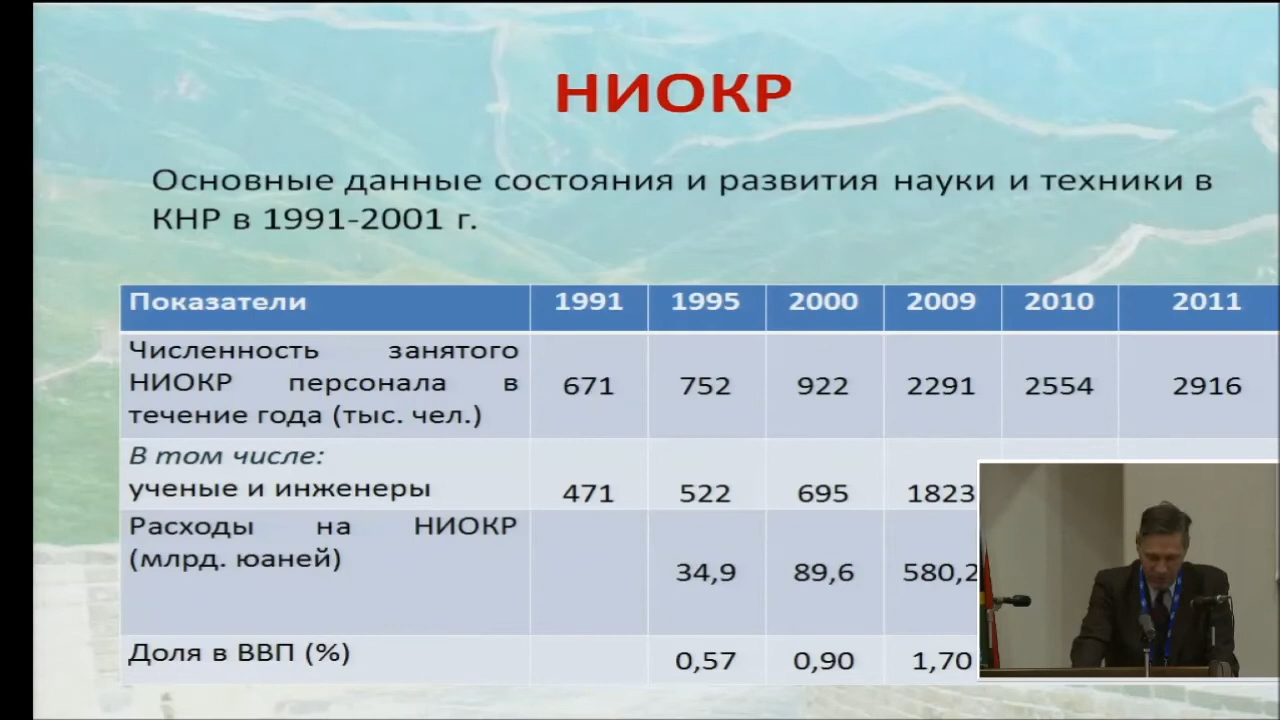 НИОКР
Основные данные состояния и развития науки и техники в
КНР в 1991-2001 г.
Показатели 1991 1995 2000 2009 2010 2011
Численность занятого
НИОКР персонала в
течение года (тыс. чел.) 671 752 922 2291 2554 2916
В том числе:
ученые и инженеры 471 522 695 1823
Расходы на НИОКР
(млрд. юаней) 34,9 89,6 580,2
Доля в ВВП (%) 0,57 0,90 1,70